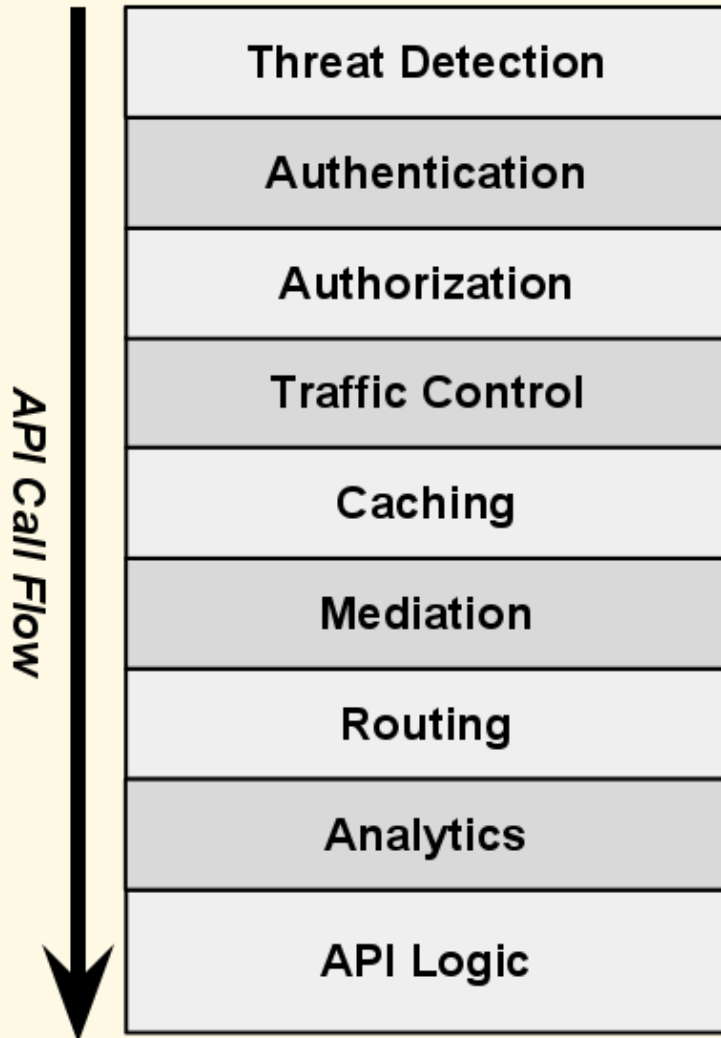 Threat Detection
Authentication
Authorization
Traffic Control
Caching
Mediation
Routing
Analytics
API Logic
API Call Flow